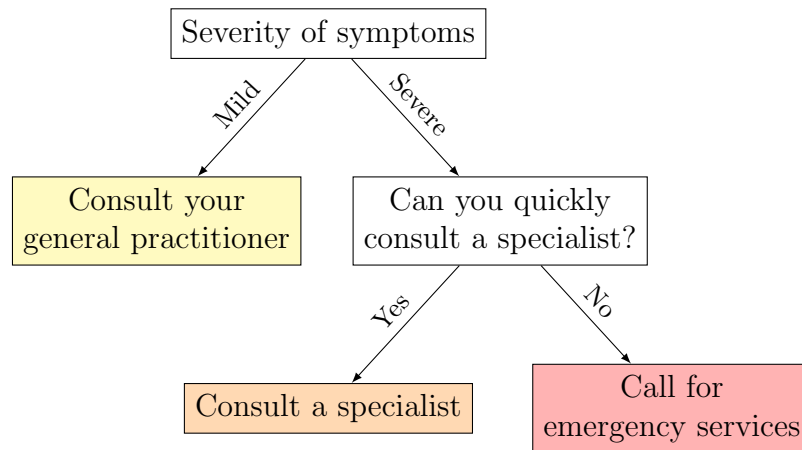 Severity of symptoms
Mild
Severe
Consult your
general practitioner
Can you quickly
consult a specialist?
Yes
No
Consult a specialist
Call for
emergency services